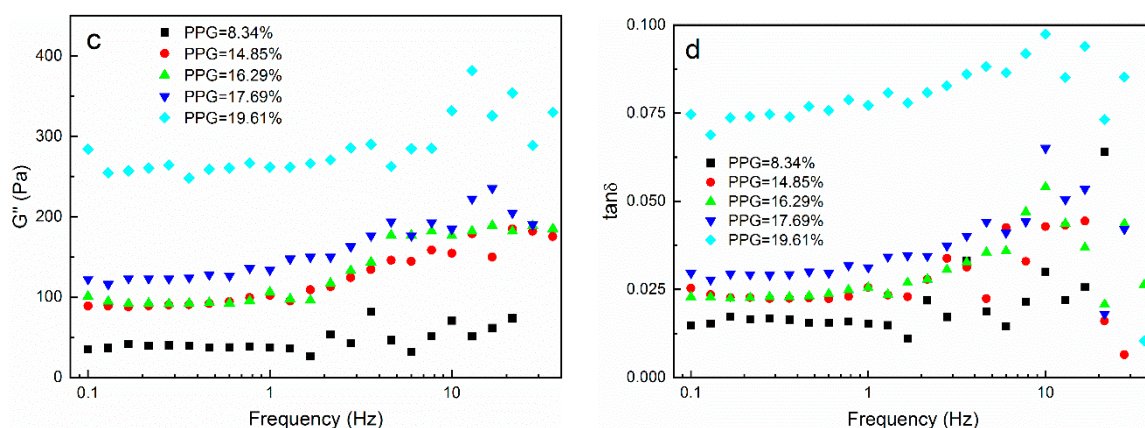 c
PPG=8.34%
PPG=14.85%
PPG=16.29%
PPG=17.69%
PPG=19.61%
400
300
200
100
0
G'' (Pa)
0.1
1
10
Frequency (Hz)
d
0.100
0.075
0.050
0.025
0.000
tanδ
PPG=8.34%
PPG=14.85%
PPG=16.29%
PPG=17.69%
PPG=19.61%
0.1
1
10
Frequency (Hz)